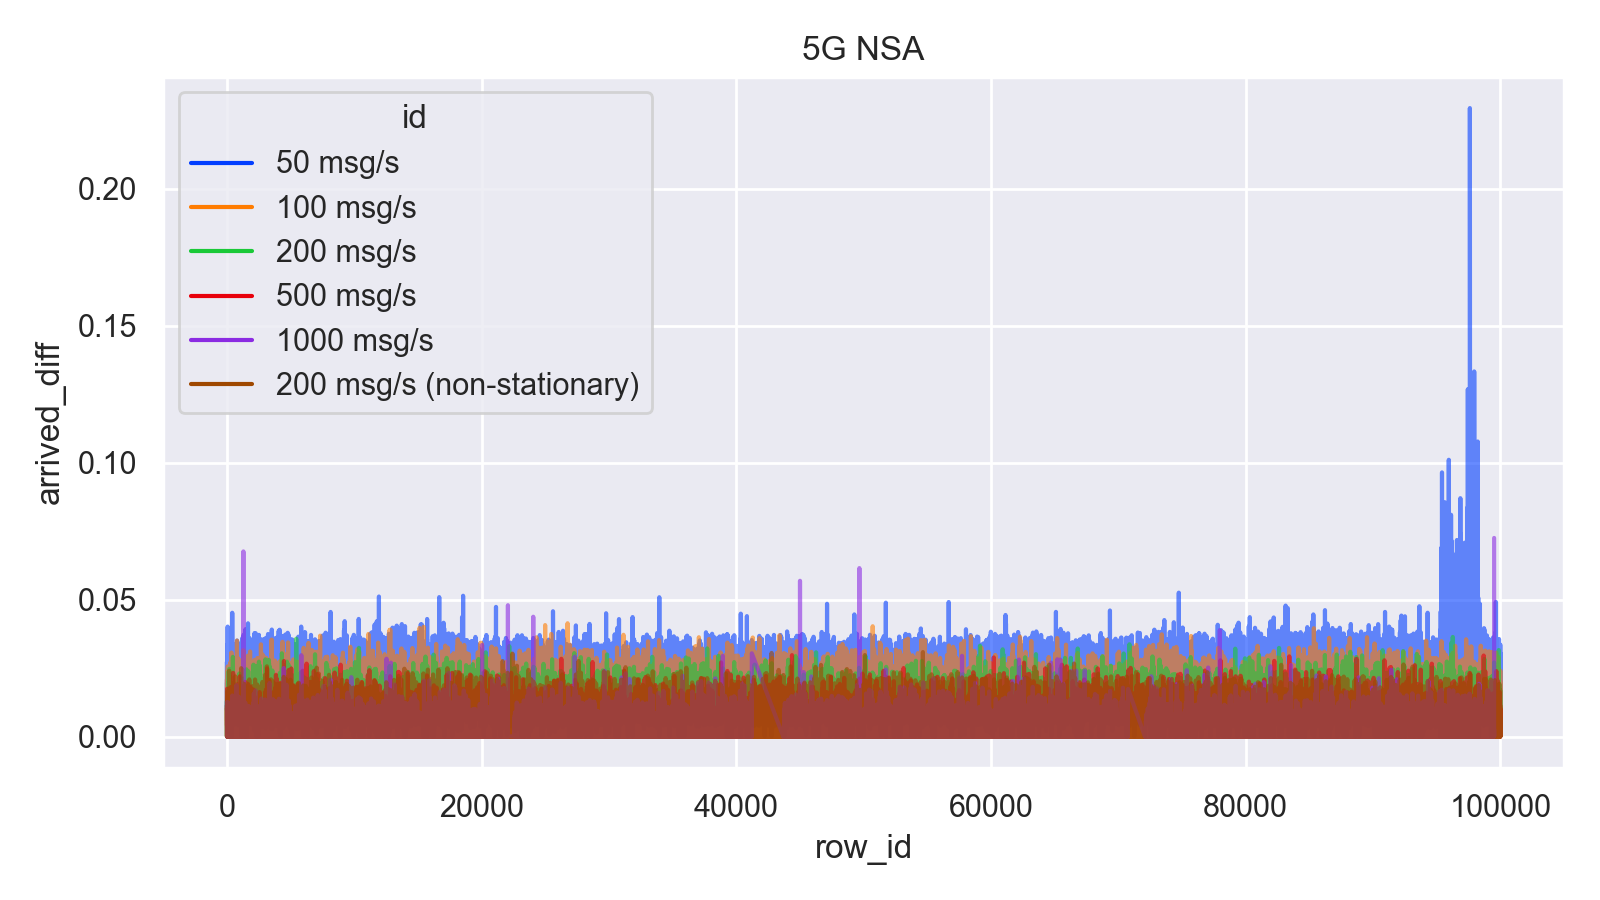 5G NSA
id
50 msg/s
100 msg/s
200 msg/s
500 msg/s
1000 msg/s
200 msg/s (non-stationary)
arrived_diff
0.20
0.15
0.10
0.05
0.00
0 20000 40000 60000 80000 100000
row_id